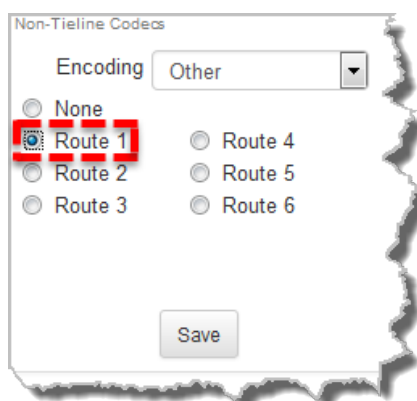 Non-Tieline Codecs
Encoding Other
None
Route 1 Route 4
Route 2 Route 5
Route 3 Route 6
Save